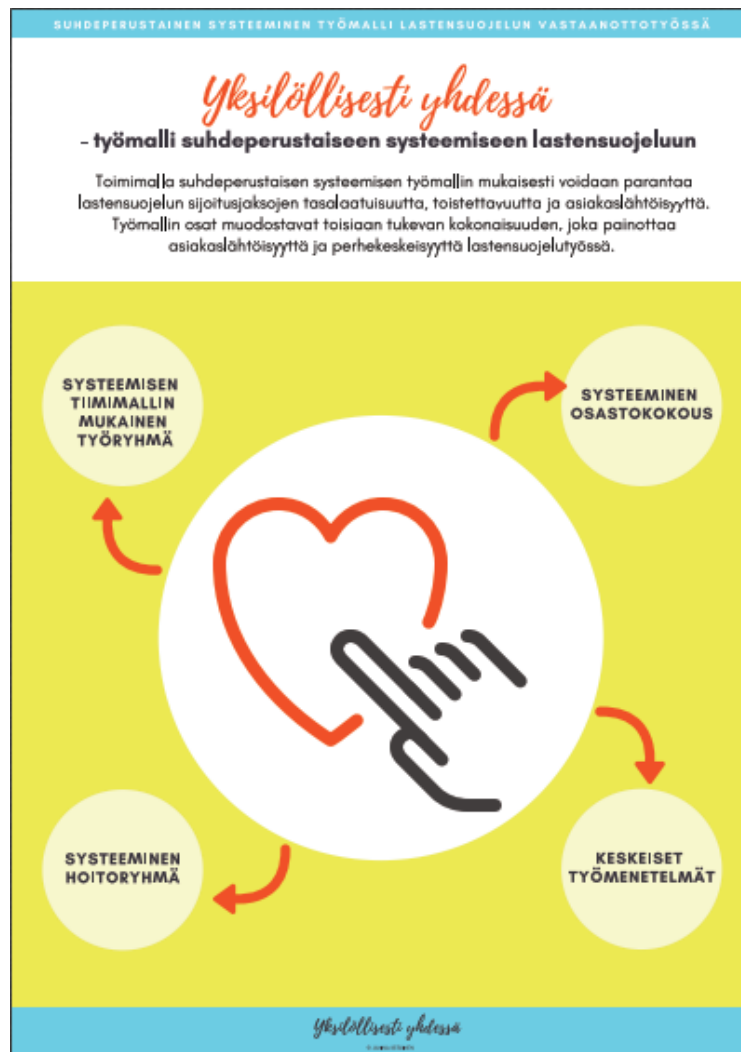 SUHDEPERUSTAINEN SYSTEEMINEN TYÖMALLI LASTENSUOJELUN VASTAANOTTOTYÖSSÄ
Yksilöllisesti yhdessä
- työmalli suhdeperustaiseen systeemiseen lastensuojeluun
Toimimalla suhdeperustaisen systeemisen työmallin mukaisesti voidaan parantaa
lastensuojelun sijoitusjaksojen tasalaatuisuutta, toistettavuutta ja asiakaslähtöisyyttä.
Työmallin osat muodostavat toisiaan tukevan kokonaisuuden, joka painottaa
asiakaslähtöisyyttä ja perhekeskeisyyttä lastensuojelutyössä.
SYSTEEMISEN
TIIMIMALLIN
MUKAINEN
TYÖRYHMÄ
SYSTEEMINEN
OSASTOKOKOUS
SYSTEEMINEN
HOITORYHMÄ
KESKEISET
TYÖMENETELMÄT
Yksilöllisesti yhdessä